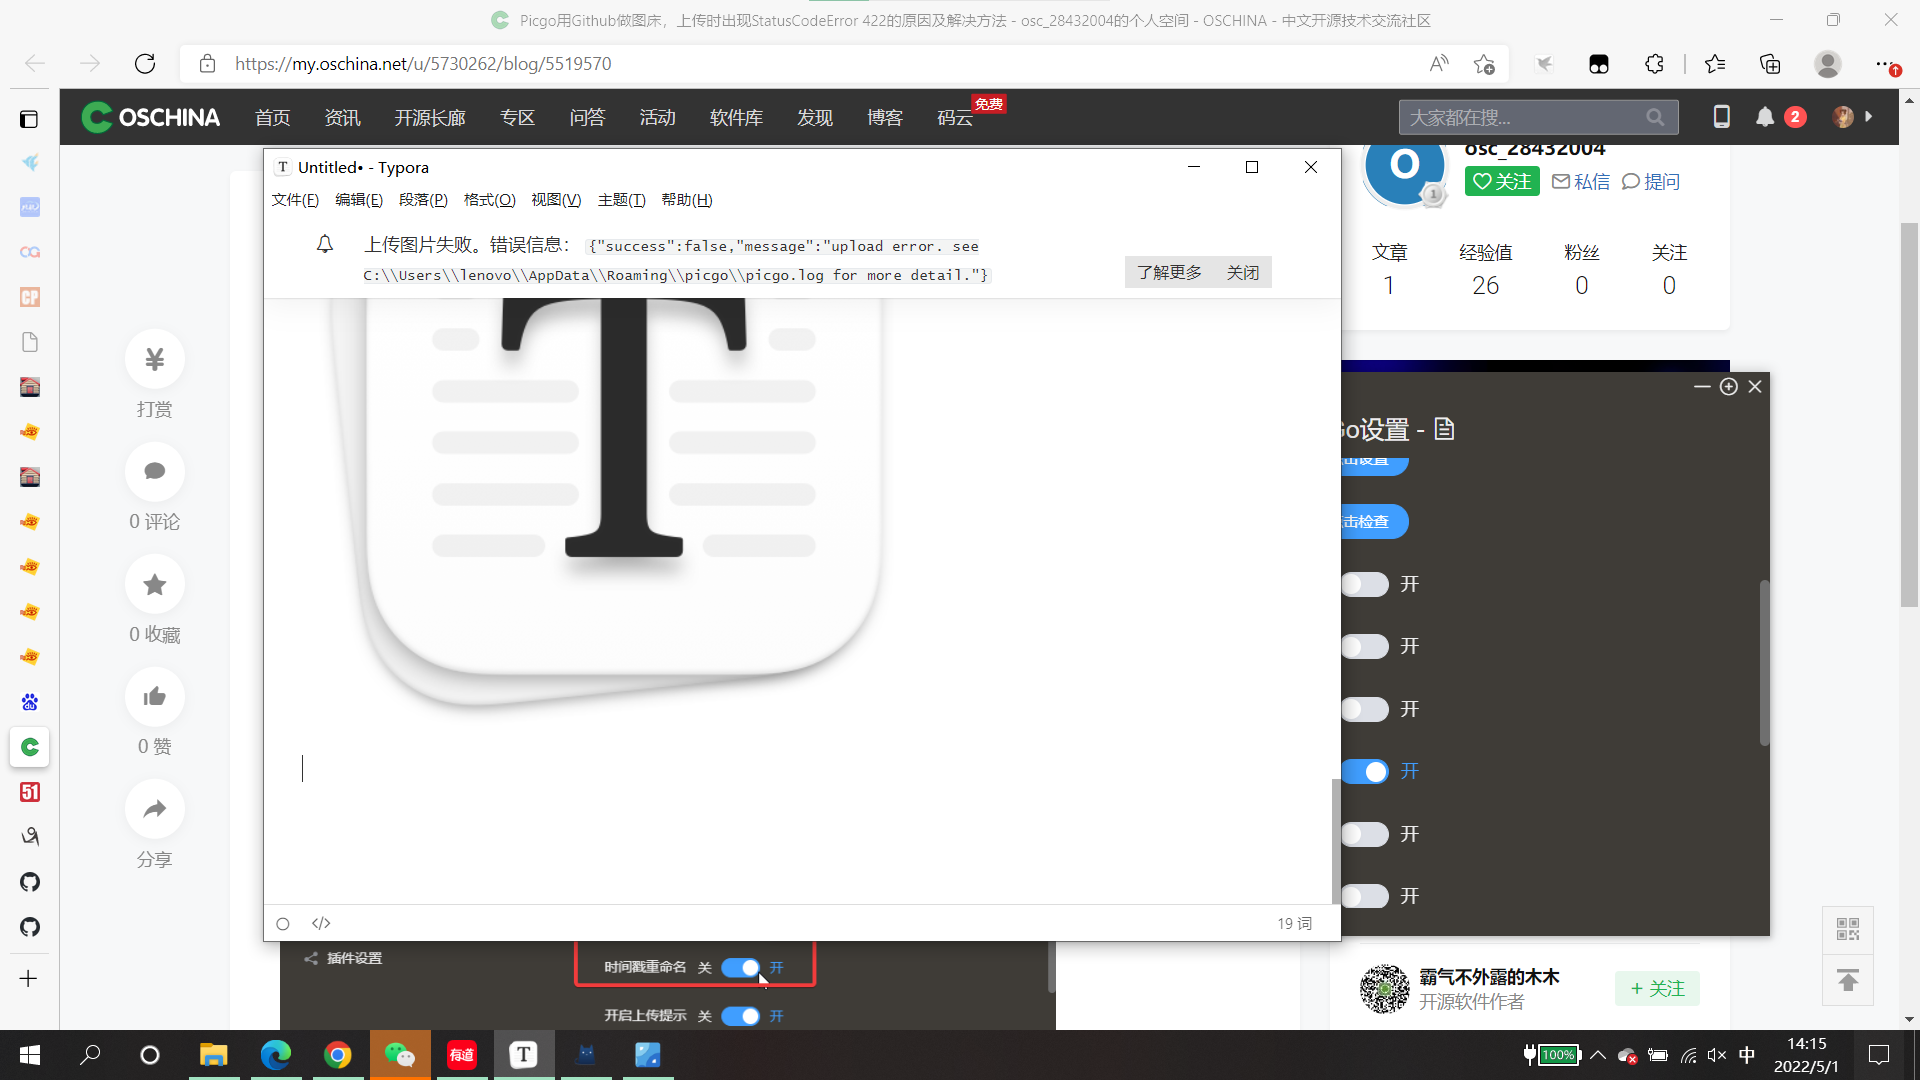 Picgo用Github做图床，上传时出现StatusCodeError 422的原因及解决方法 - osc_28432004的个人空间 - OSCHINA - 中文开源技术交流社区
https://my.oschina.net/u/5730262/blog/5519570
OSCHINA 首页 资讯 开源长廊 专区 问答 活动 软件库 发现 博客 码云 免费 大家都在搜... 2
Untitled• - Typora
文件(F) 编辑(E) 段落(P) 格式(O) 视图(V) 主题(T) 帮助(H)
上传图片失败。错误信息： {"success":false,"message":"upload error. see
C:\\Users\\lenovo\\AppData\\Roaming\\picgo\\picgo.log for more detail."}
了解更多 关闭
T
19 词
¥
打赏
0 评论
0 收藏
0 赞
分享
osc_28432004
O
1
关注 私信 提问
文章 经验值 粉丝 关注
1 26 0 0
Go设置 -
击设置
击检查
开
开
开
开
开
开
插件设置
时间戳重命名 关 开
开启上传提示 关 开
霸气不外露的木木
开源软件作者
+ 关注
CP
51
有道
T
100%
中
14:15
2022/5/1